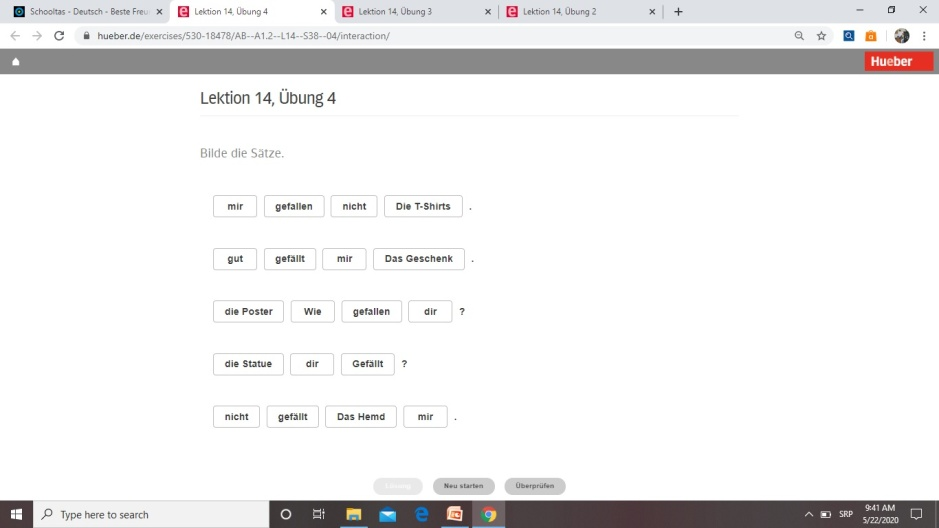 Schooltas - Deutsch - Beste Freu
Lektion 14, Übung 4
Lektion 14, Übung 3
Lektion 14, Übung 2
hueber.de/exercises/530-18478/AB--A1.2--L14--S38--04/interaction/
Hueber
Lektion 14, Übung 4
Bilde die Sätze.
mir gefallen nicht Die T-Shirts .
gut gefällt mir Das Geschenk .
die Poster Wie gefallen dir ?
die Statue dir Gefällt ?
nicht gefällt Das Hemd mir .
Lösung Neu starten Überprüfen
Type here to search
SRP
9:41 AM
5/22/2020